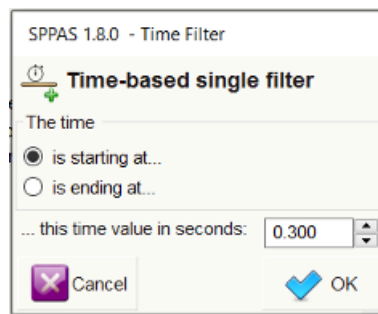 SPPAS 1.8.0 - Time Filter
Time-based single filter
The time
is starting at...
is ending at...
... this time value in seconds: 0.300
Cancel OK